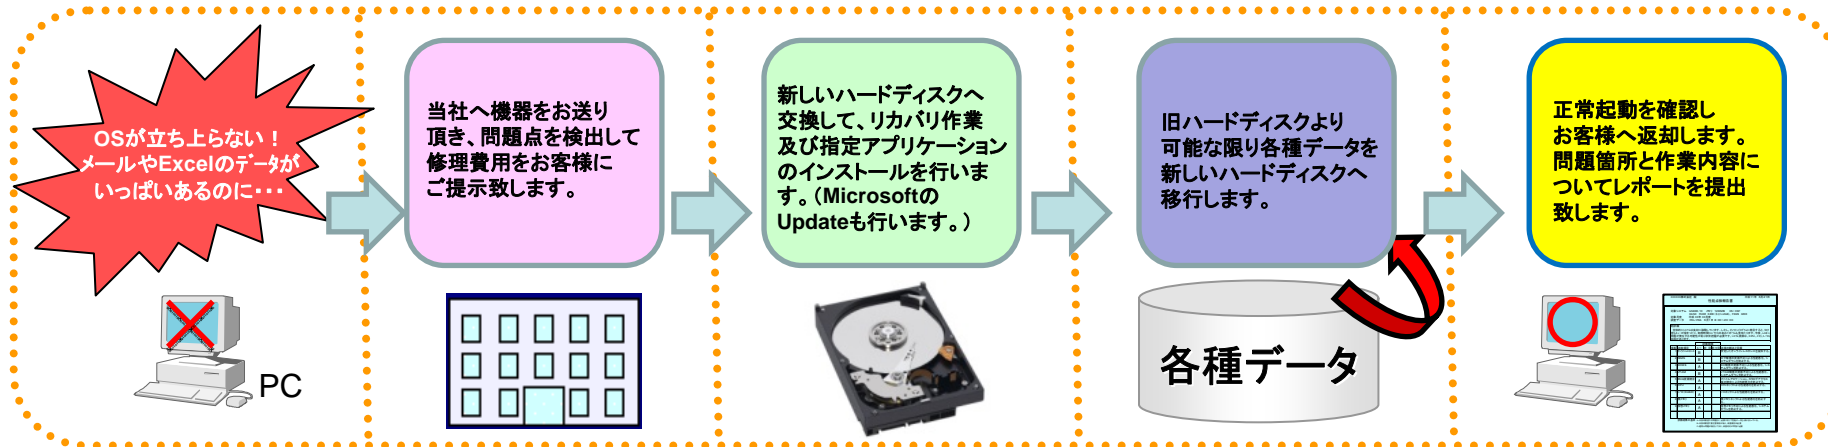 OSが立ち上らない！
メールやExcelのﾃﾞｰﾀが
いっぱいあるのに・・・
PC
当社へ機器をお送り
頂き、問題点を検出して
修理費用をお客様に
ご提示致します。
新しいハードディスクへ
交換して、リカバリ作業
及び指定アプリケーション
のインストールを行いま
す。（Microsoftの
Updateも行います。）
旧ハードディスクより
可能な限り各種データを
新しいハードディスクへ
移行します。
各種データ
正常起動を確認し
お客様へ返却します。
問題箇所と作業内容に
ついてレポートを提出
致します。